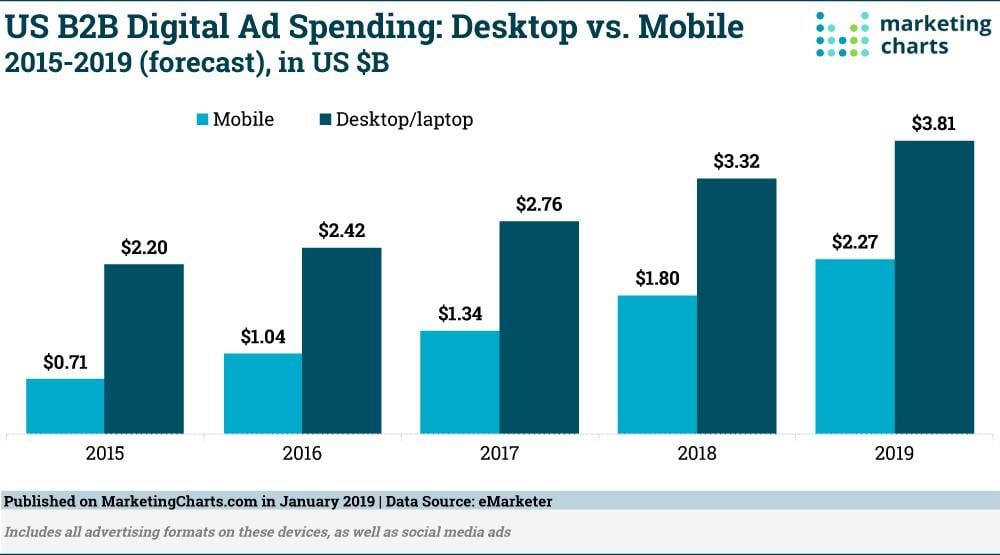 US B2B Digital Ad Spending: Desktop vs. Mobile
2015-2019 (forecast), in US $B
marketing
charts
Mobile
Desktop/laptop
$0.71
$2.20
$1.04
$2.42
$1.34
$2.76
$1.80
$3.32
$2.27
$3.81
2015
2016
2017
2018
2019
Published on MarketingCharts.com in January 2019 | Data Source: eMarketer
Includes all advertising formats on these devices, as well as social media ads